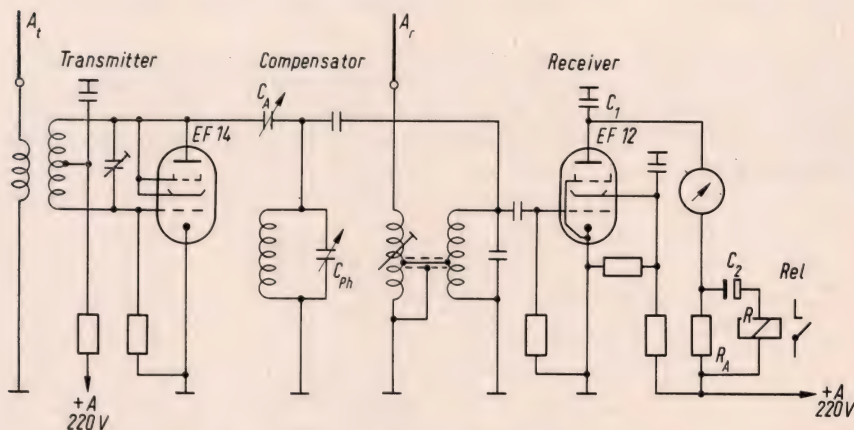 A_t
Transmitter
Compensator
A_r
Receiver
C_A
C_1
EF 14
EF 12
C_Ph
C_2
Rel
R
R_A
+A
220V
+A
220V